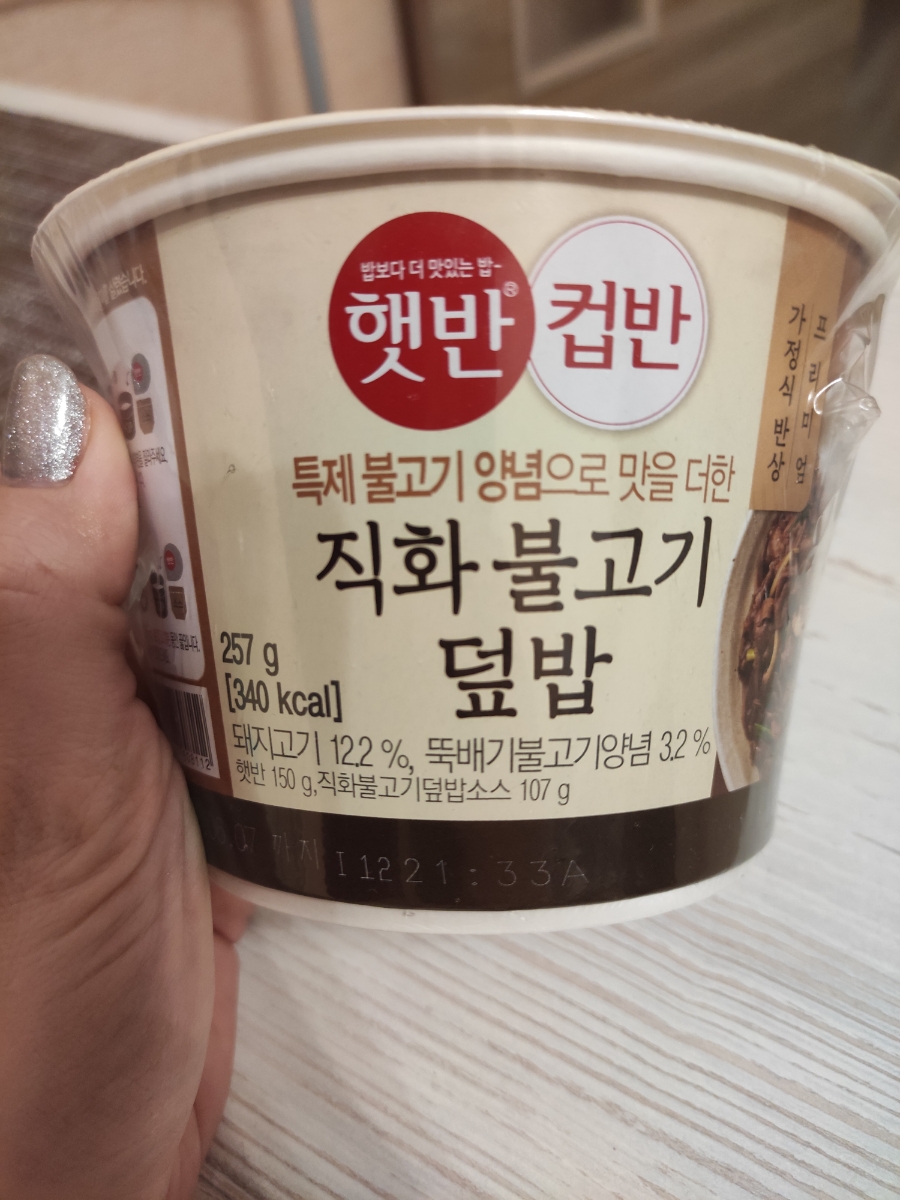 밥보다 더 맛있는 밥-
햇반®
컵반
프리미엄
가정식 반상
특제 불고기 양념으로 맛을 더한
직화 불고기
덮밥
257 g
[340 kcal]
돼지고기 12.2 %, 뚝배기불고기양념 3.2 %
햇반 150 g,직화불고기덮밥소스 107 g
07 까지 I1221:33A